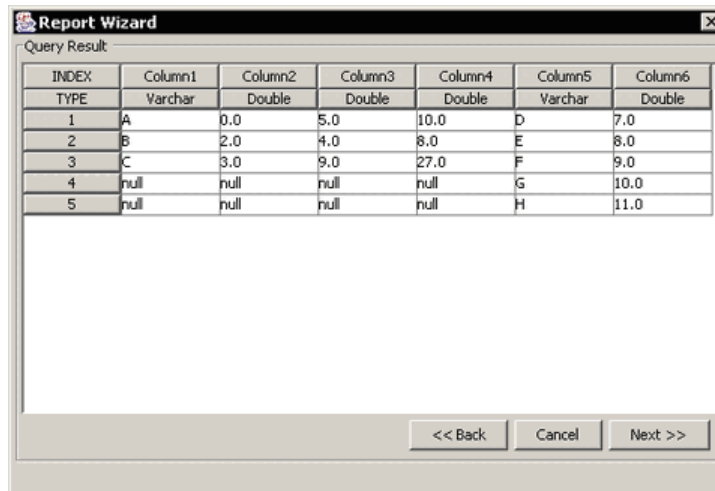 Report Wizard
Query Result
INDEX Column1 Column2 Column3 Column4 Column5 Column6
TYPE Varchar Double Double Double Varchar Double
1 A 0.0 5.0 10.0 D 7.0
2 B 2.0 4.0 8.0 E 8.0
3 C 3.0 9.0 27.0 F 9.0
4 null null null null G 10.0
5 null null null null H 11.0
<< Back Cancel Next >>